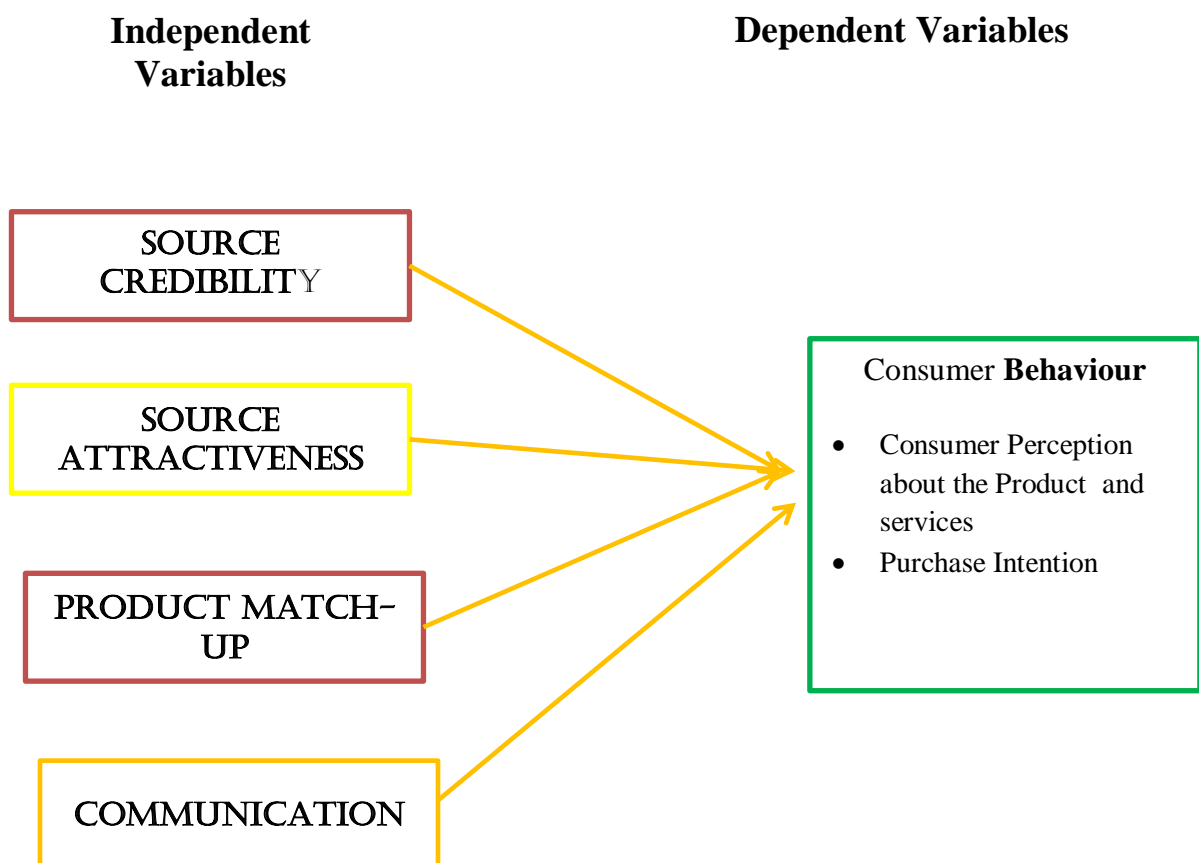 Independent
Variables
Dependent Variables
SOURCE
CREDIBILITY
SOURCE
ATTRACTIVENESS
PRODUCT MATCH-
UP
COMMUNICATION
Consumer Behaviour
• Consumer Perception
about the Product and
services
• Purchase Intention